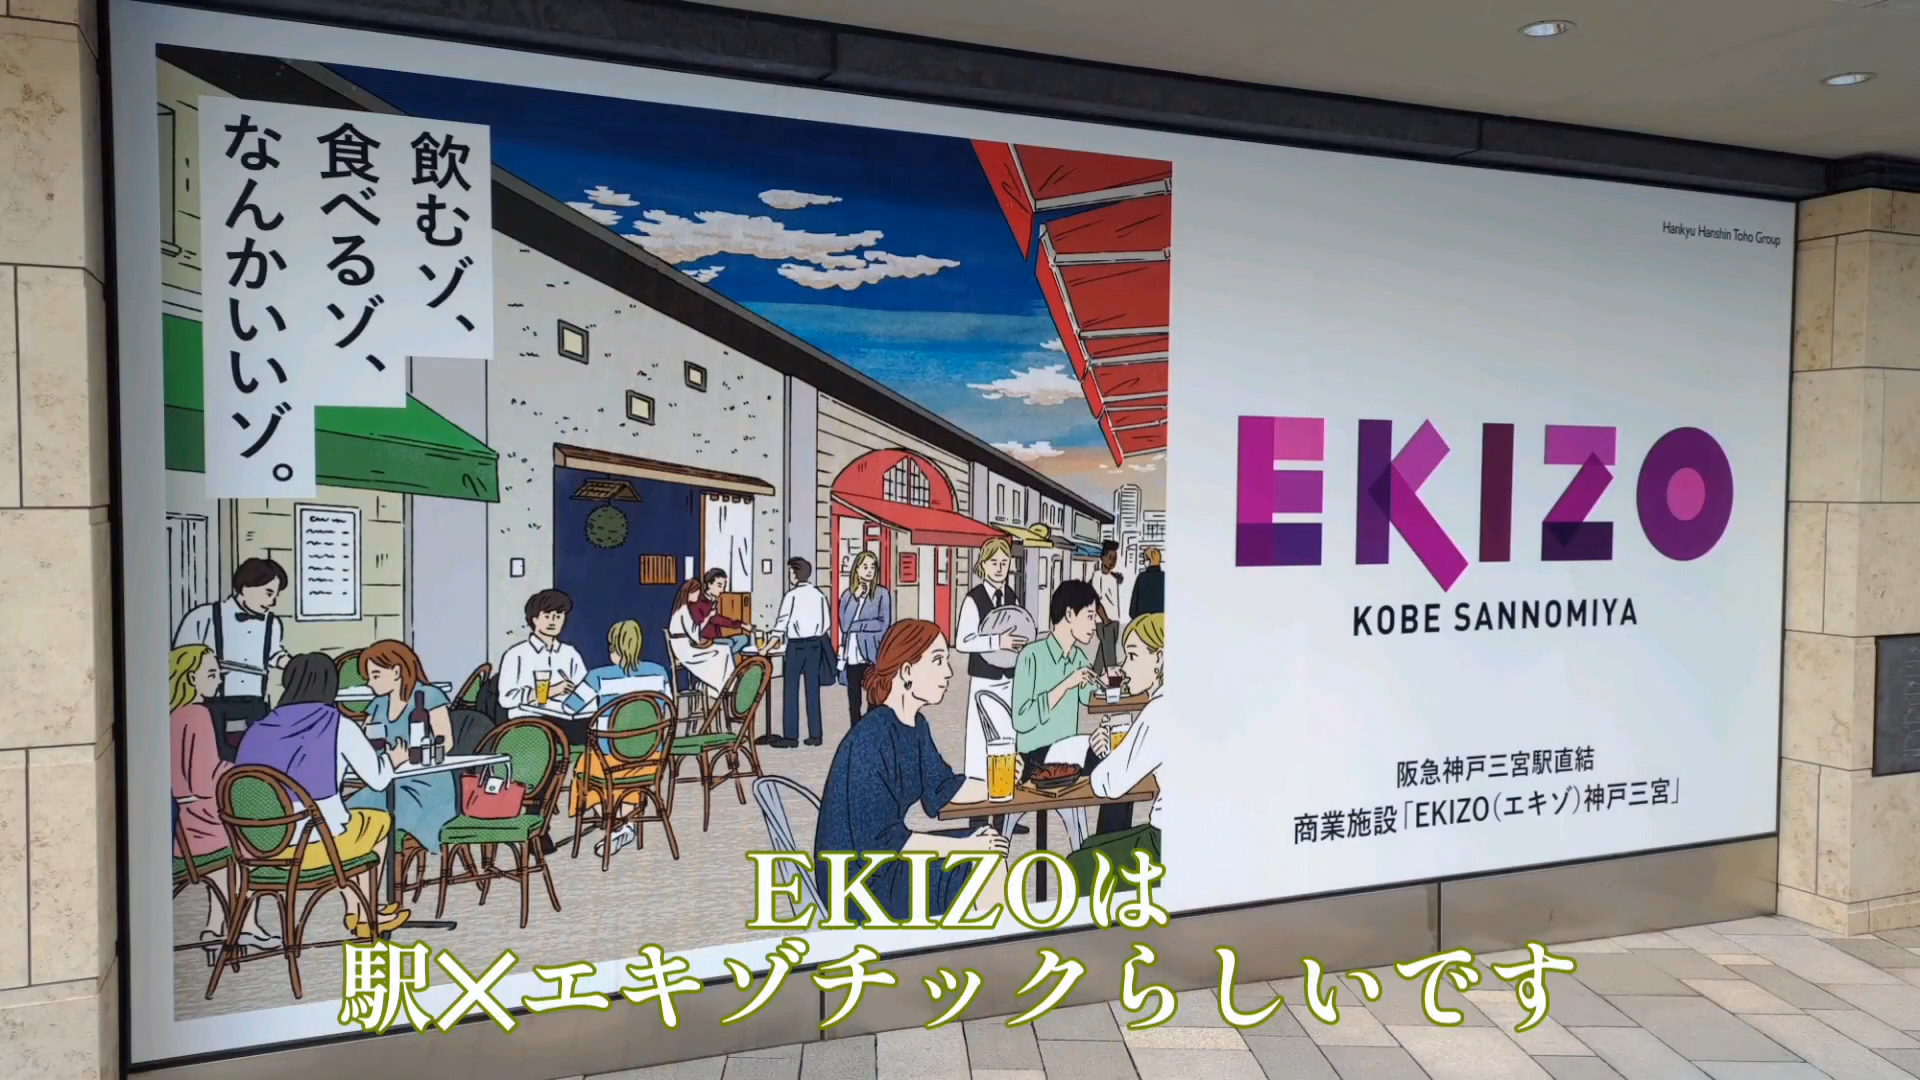 飲むゾ、
食べるゾ、
なんかいいゾ。
Hankyu Hanshin Toho Group
EKIZO
KOBE SANNOMIYA
阪急神戸三宮駅直結
商業施設「EKIZO(エキゾ)神戸三宮」
EKIZOは
駅×エキゾチックらしいです